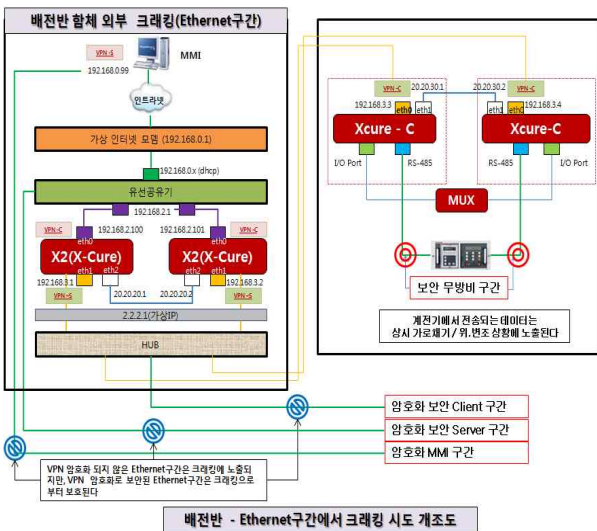 배전반 함체 외부 크래킹(Ethernet구간)
VPN -S
MMI
192.168.0.99
인트라넷
가상 인터넷 모뎀 (192.168.0.1)
192.168.0.x (dhcp)
유선공유기
192.168.2.1
VPN -C
192.168.2.100
192.168.2.101
VPN -C
eth0
eth0
X2(X-Cure)
X2(X-Cure)
eth1
eth2
eth2
eth1
192.168.3.1
192.168.3.2
VPN -S
20.20.20.1
20.20.20.2
VPN -S
2.2.2.1(가상IP)
HUB
VPN -C
20.20.30.1
20.20.30.2
VPN -C
192.168.3.3
eth0
eth1
eth1
eth0
192.168.3.4
Xcure - C
Xcure-C
I/O Port
RS-485
RS-485
I/O Port
MUX
보안 무방비 구간
계전기에서 전송되는 데이터는
상시 가로채기 / 위.변조 상황에 노출된다
암호화 보안 Client 구간
암호화 보안 Server 구간
암호화 MMI 구간
VPN 암호화 되지 않은 Ethernet구간은 크래킹에 노출되
지만, VPN 암호화로 보안된 Ethernet구간은 크래킹으로
부터 보호된다
배전반 - Ethernet구간에서 크래킹 시도 개조도